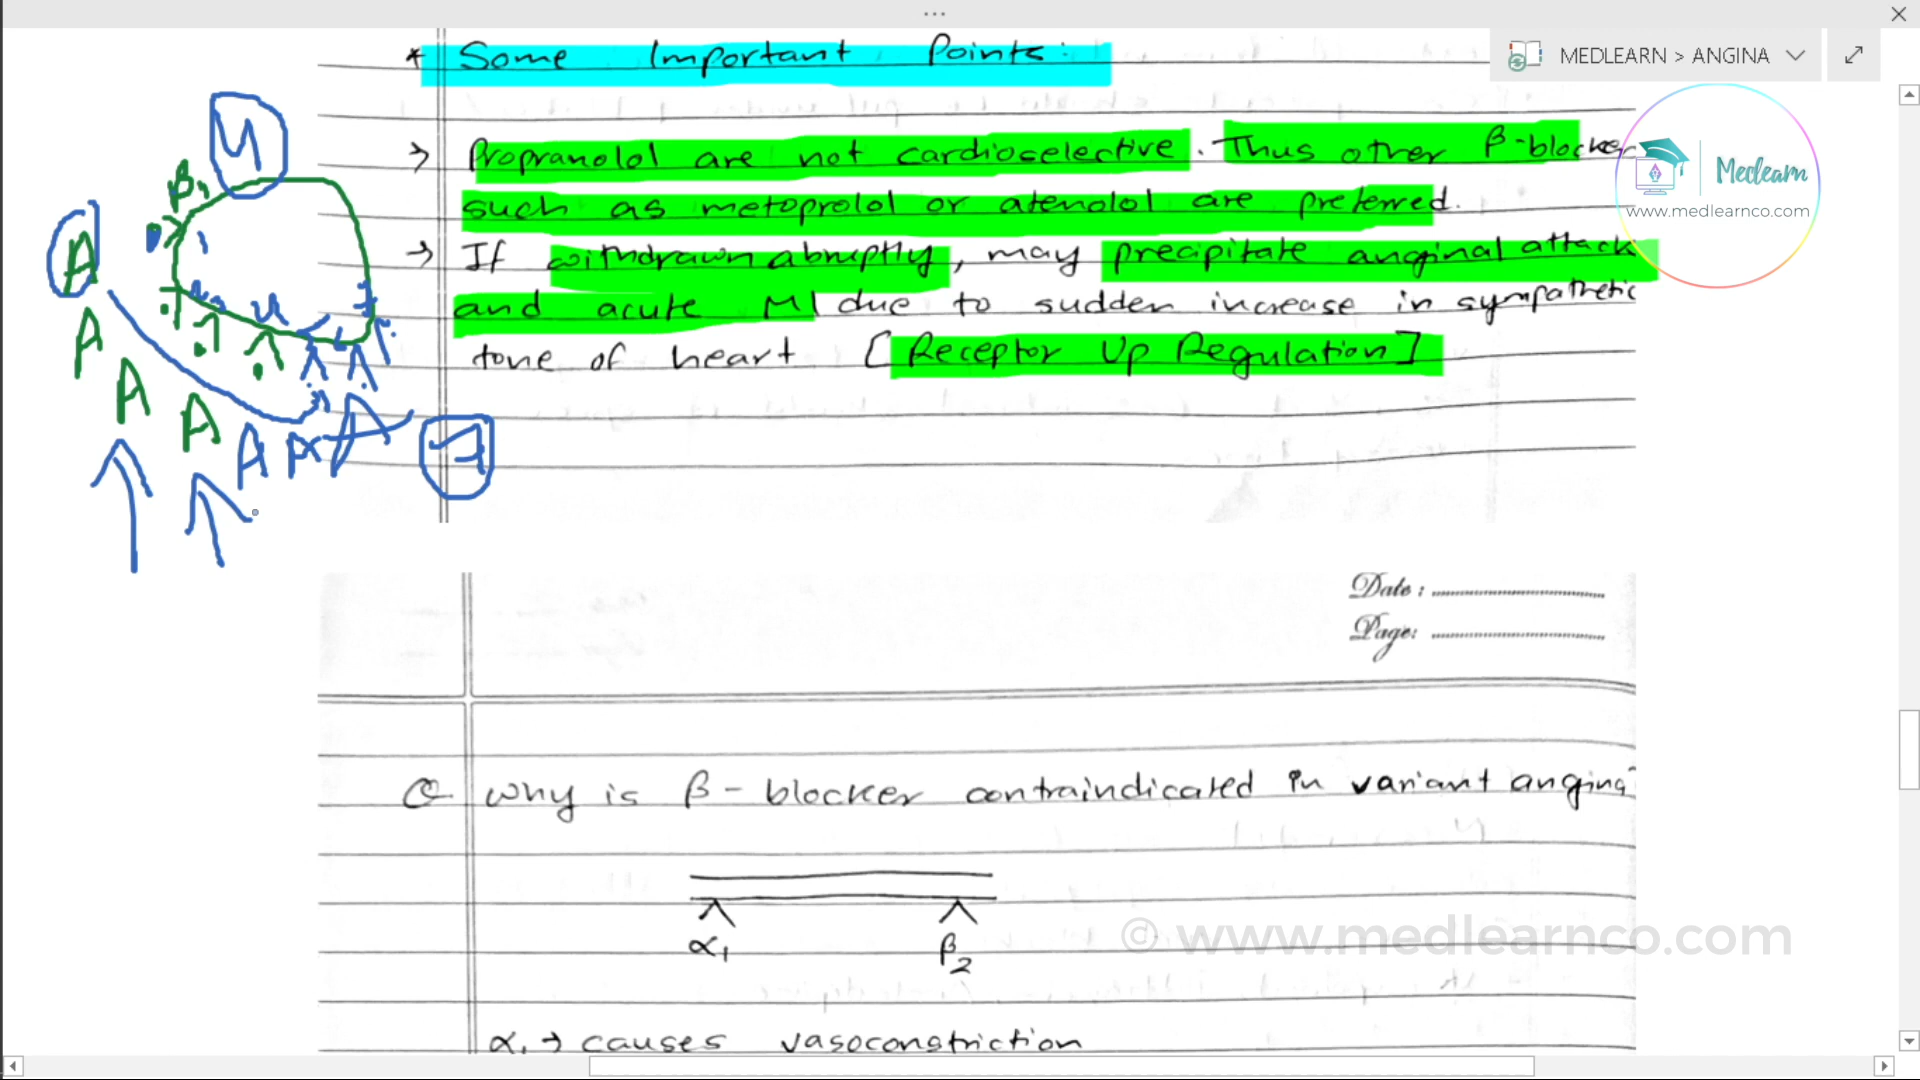 MEDLEARN > ANGINA
Medlearn
www.medlearnco.com
* Some Important Points:
→ Propranolol are not cardioselective. Thus other β-blocker
such as metoprolol or atenolol are preferred.
→ If withdrawn abruptly, may precipitate anginal attack
and acute MI due to sudden increase in sympathetic
tone of heart [Receptor Up Regulation]
4
β1
A
A
A
A
A
A
A
Date :
Page:
Q. Why is β-blocker contraindicated in variant angina
α1 β2
© www.medlearnco.com
α1 → causes vasoconstriction